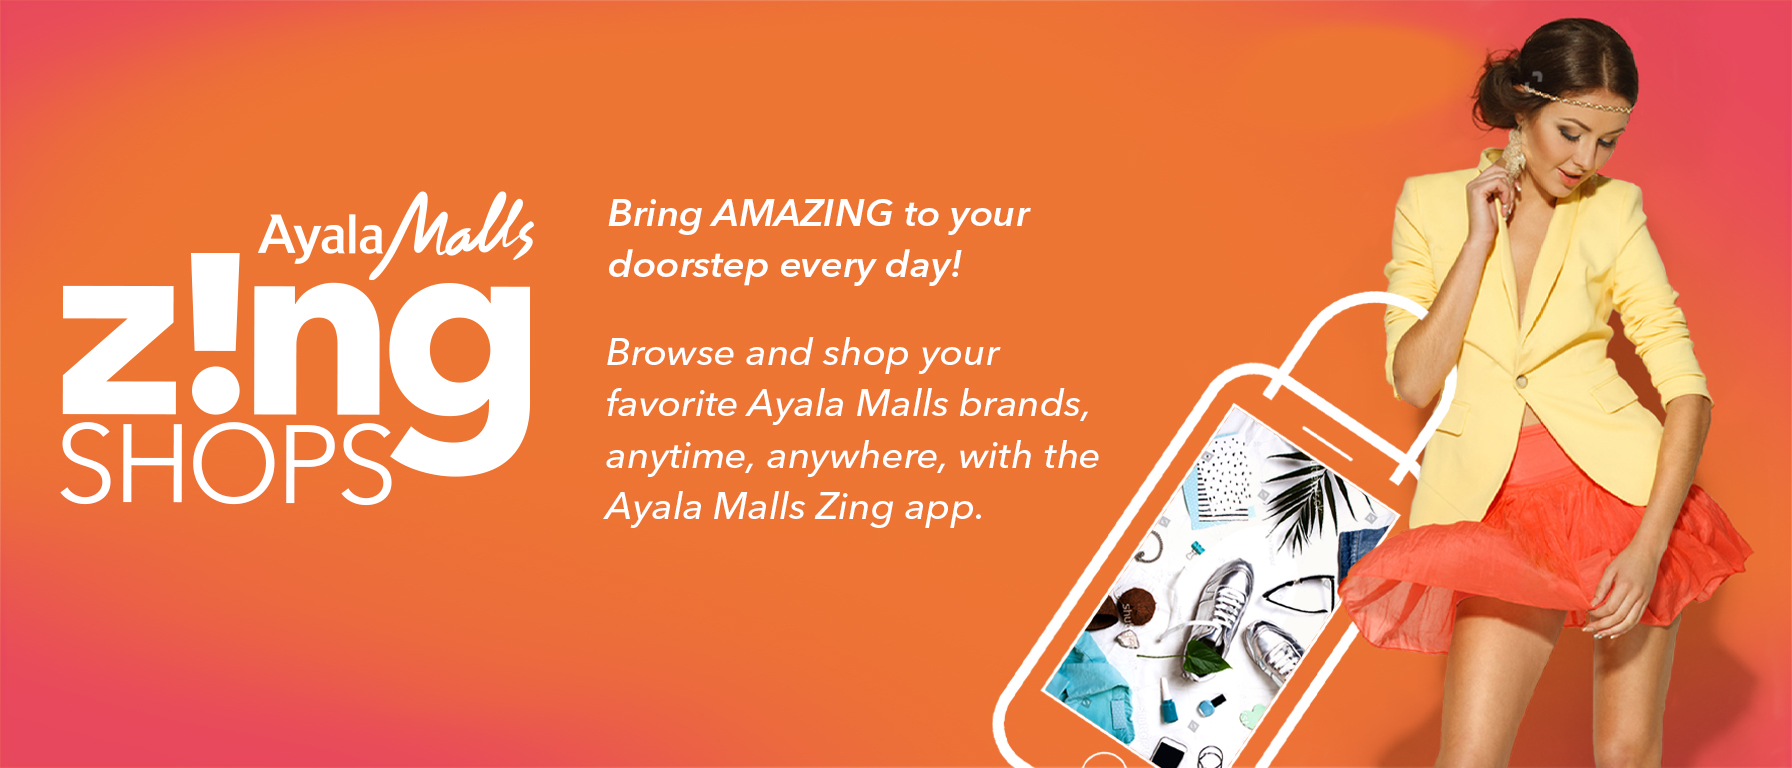 Ayala Malls
z!ng
SHOPS
Bring AMAZING to your
doorstep every day!
Browse and shop your
favorite Ayala Malls brands,
anytime, anywhere, with the
Ayala Malls Zing app.